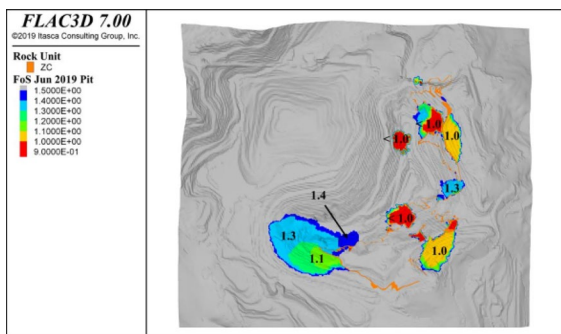 FLAC3D 7.00
©2019 Itasca Consulting Group, Inc.
Rock Unit
ZC
FoS Jun 2019 Pit
1.5000E+00
1.4000E+00
1.3000E+00
1.2000E+00
1.1000E+00
1.0000E+00
9.0000E-01
1.0
<1.0
1.0
1.3
1.4
<1.0
1.3
1.1
1.0